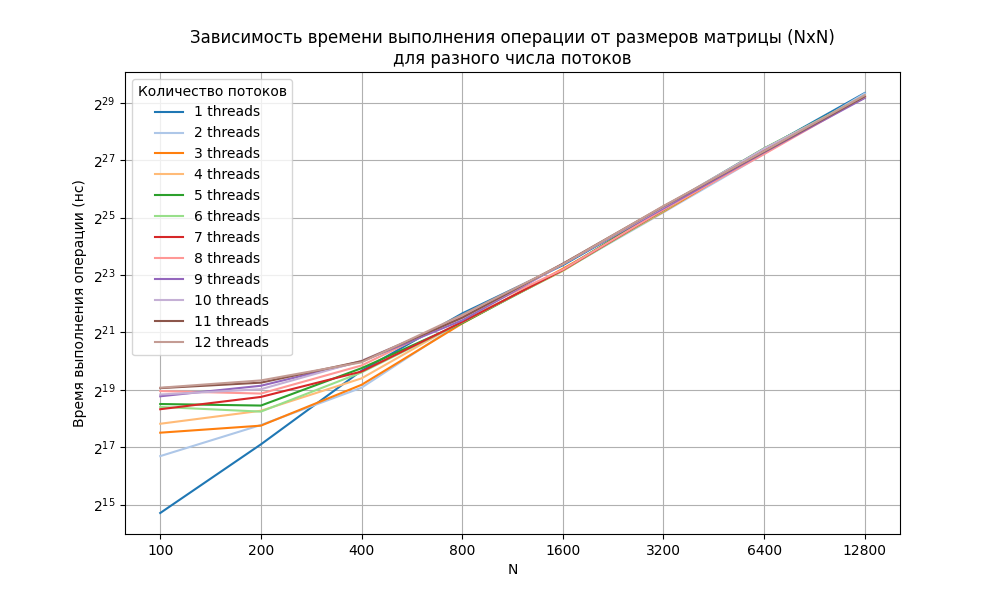 Зависимость времени выполнения операции от размеров матрицы (NxN)
для разного числа потоков
Время выполнения операции (нс)
2^29
2^27
2^25
2^23
2^21
2^19
2^17
2^15
Количество потоков
1 threads
2 threads
3 threads
4 threads
5 threads
6 threads
7 threads
8 threads
9 threads
10 threads
11 threads
12 threads
100 200 400 800 1600 3200 6400 12800
N